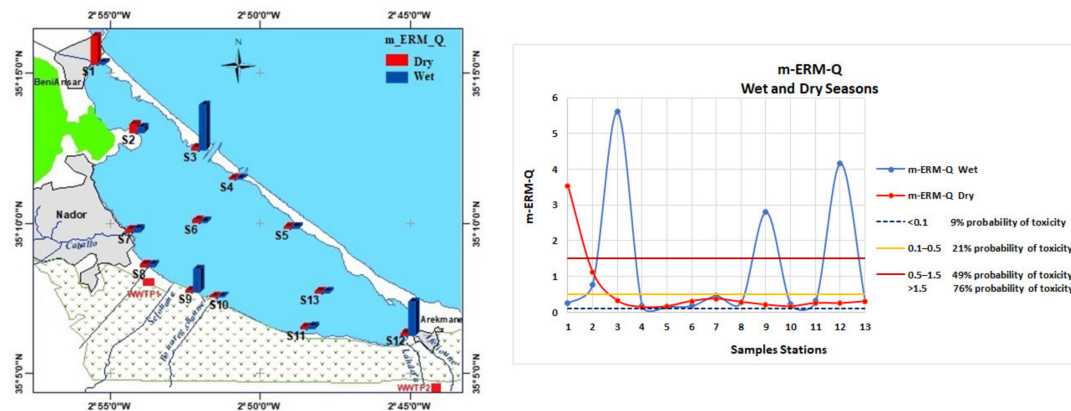 2°55'0"W 2°50'0"W 2°45'0"W
35°15'0"N
35°10'0"N
35°5'0"N
m_ERM_Q
Dry
Wet
N
S1
BeniAnsar
S2
S3
S4
Nador
Caballo
S7
S6
S5
S8
WWTP1
S9
S10
S13
Selouane
Bouareg channel
S11
S12
Arekmane
WWTP2
35°15'0"N
35°10'0"N
35°5'0"N
2°55'0"W 2°50'0"W 2°45'0"W
m-ERM-Q
Wet and Dry Seasons
m-ERM-Q
6
5
4
3
2
1
0
1 2 3 4 5 6 7 8 9 10 11 12 13
Samples Stations
m-ERM-Q Wet
m-ERM-Q Dry
<0.1 9% probability of toxicity
0.1–0.5 21% probability of toxicity
0.5–1.5 49% probability of toxicity
>1.5 76% probability of toxicity